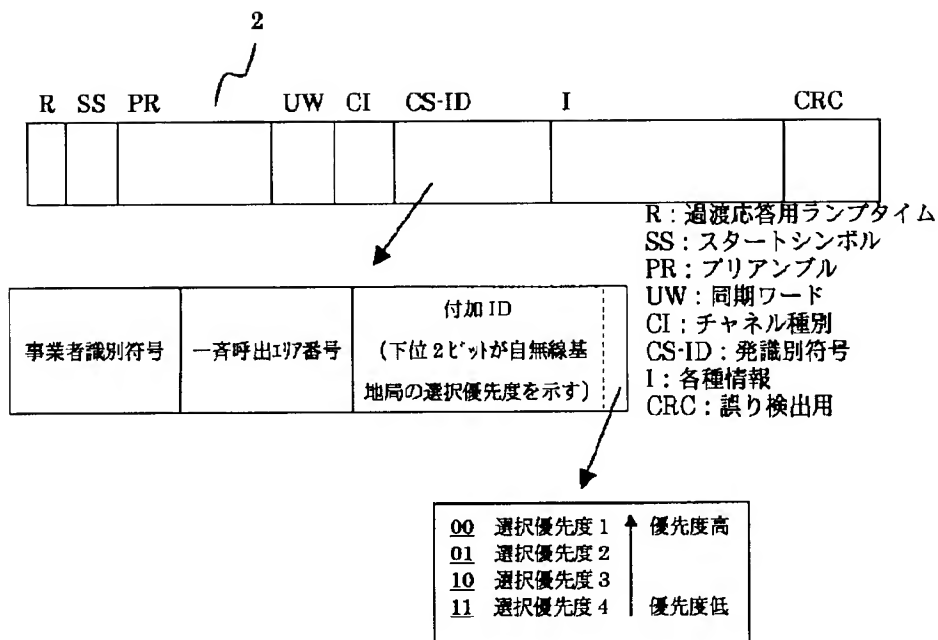 2
R SS PR UW CI CS-ID I CRC
R：過渡応答用ランプタイム
SS：スタートシンボル
PR：プリアンブル
UW：同期ワード
CI：チャネル種別
CS-ID：発識別符号
I：各種情報
CRC：誤り検出用
事業者識別符号
一斉呼出エリア番号
付加ID
（下位２ビットが自無線基
地局の選択優先度を示す）
00 選択優先度１ 優先度高
01 選択優先度２
10 選択優先度３
11 選択優先度４ 優先度低